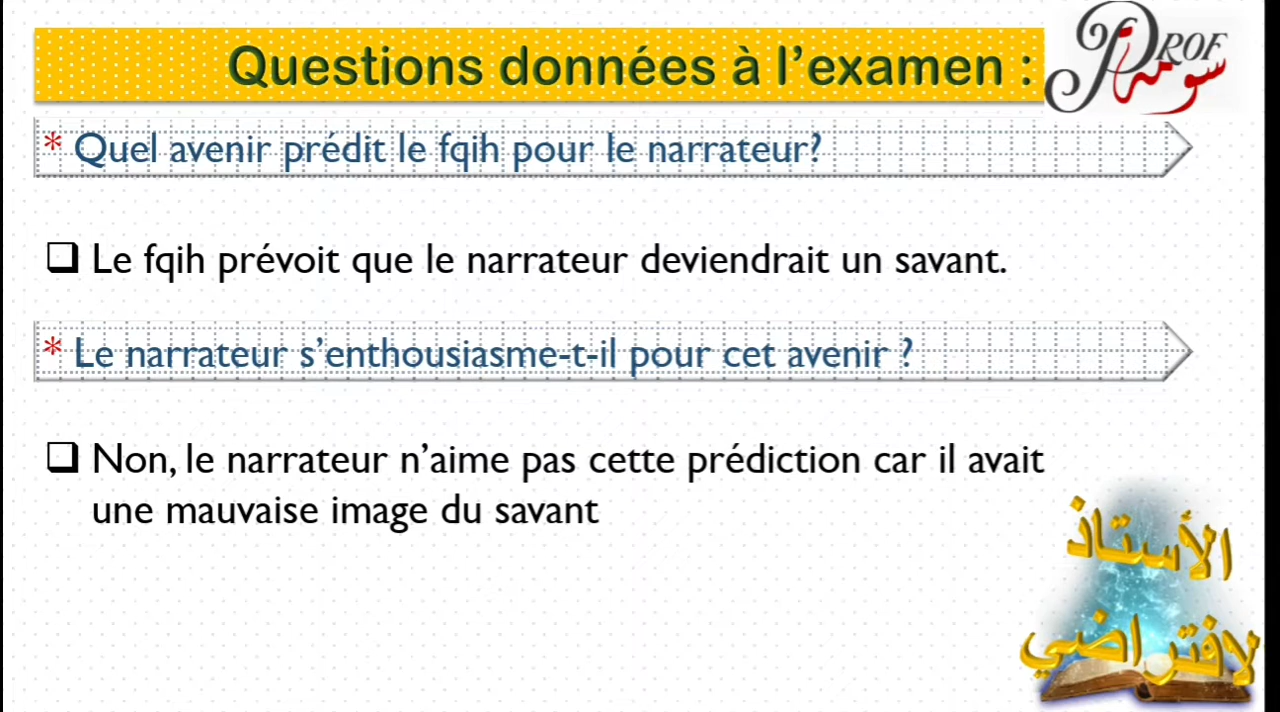 Questions données à l’examen :
PROF
سومية
* Quel avenir prédit le fqih pour le narrateur?
❑ Le fqih prévoit que le narrateur deviendrait un savant.
* Le narrateur s’enthousiasme-t-il pour cet avenir ?
❑ Non, le narrateur n’aime pas cette prédiction car il avait
une mauvaise image du savant
الأستاذ
لافتراضي